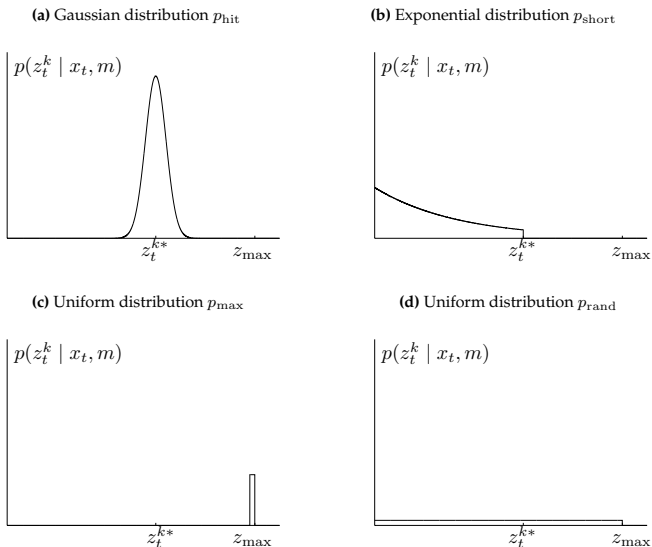 (a) Gaussian distribution p_hit
(b) Exponential distribution p_short
p(z_t^k | x_t, m)
p(z_t^k | x_t, m)
z_t^{k*}
z_max
z_t^{k*}
z_max
(c) Uniform distribution p_max
(d) Uniform distribution p_rand
p(z_t^k | x_t, m)
p(z_t^k | x_t, m)
z_t^{k*}
z_max
z_t^{k*}
z_max